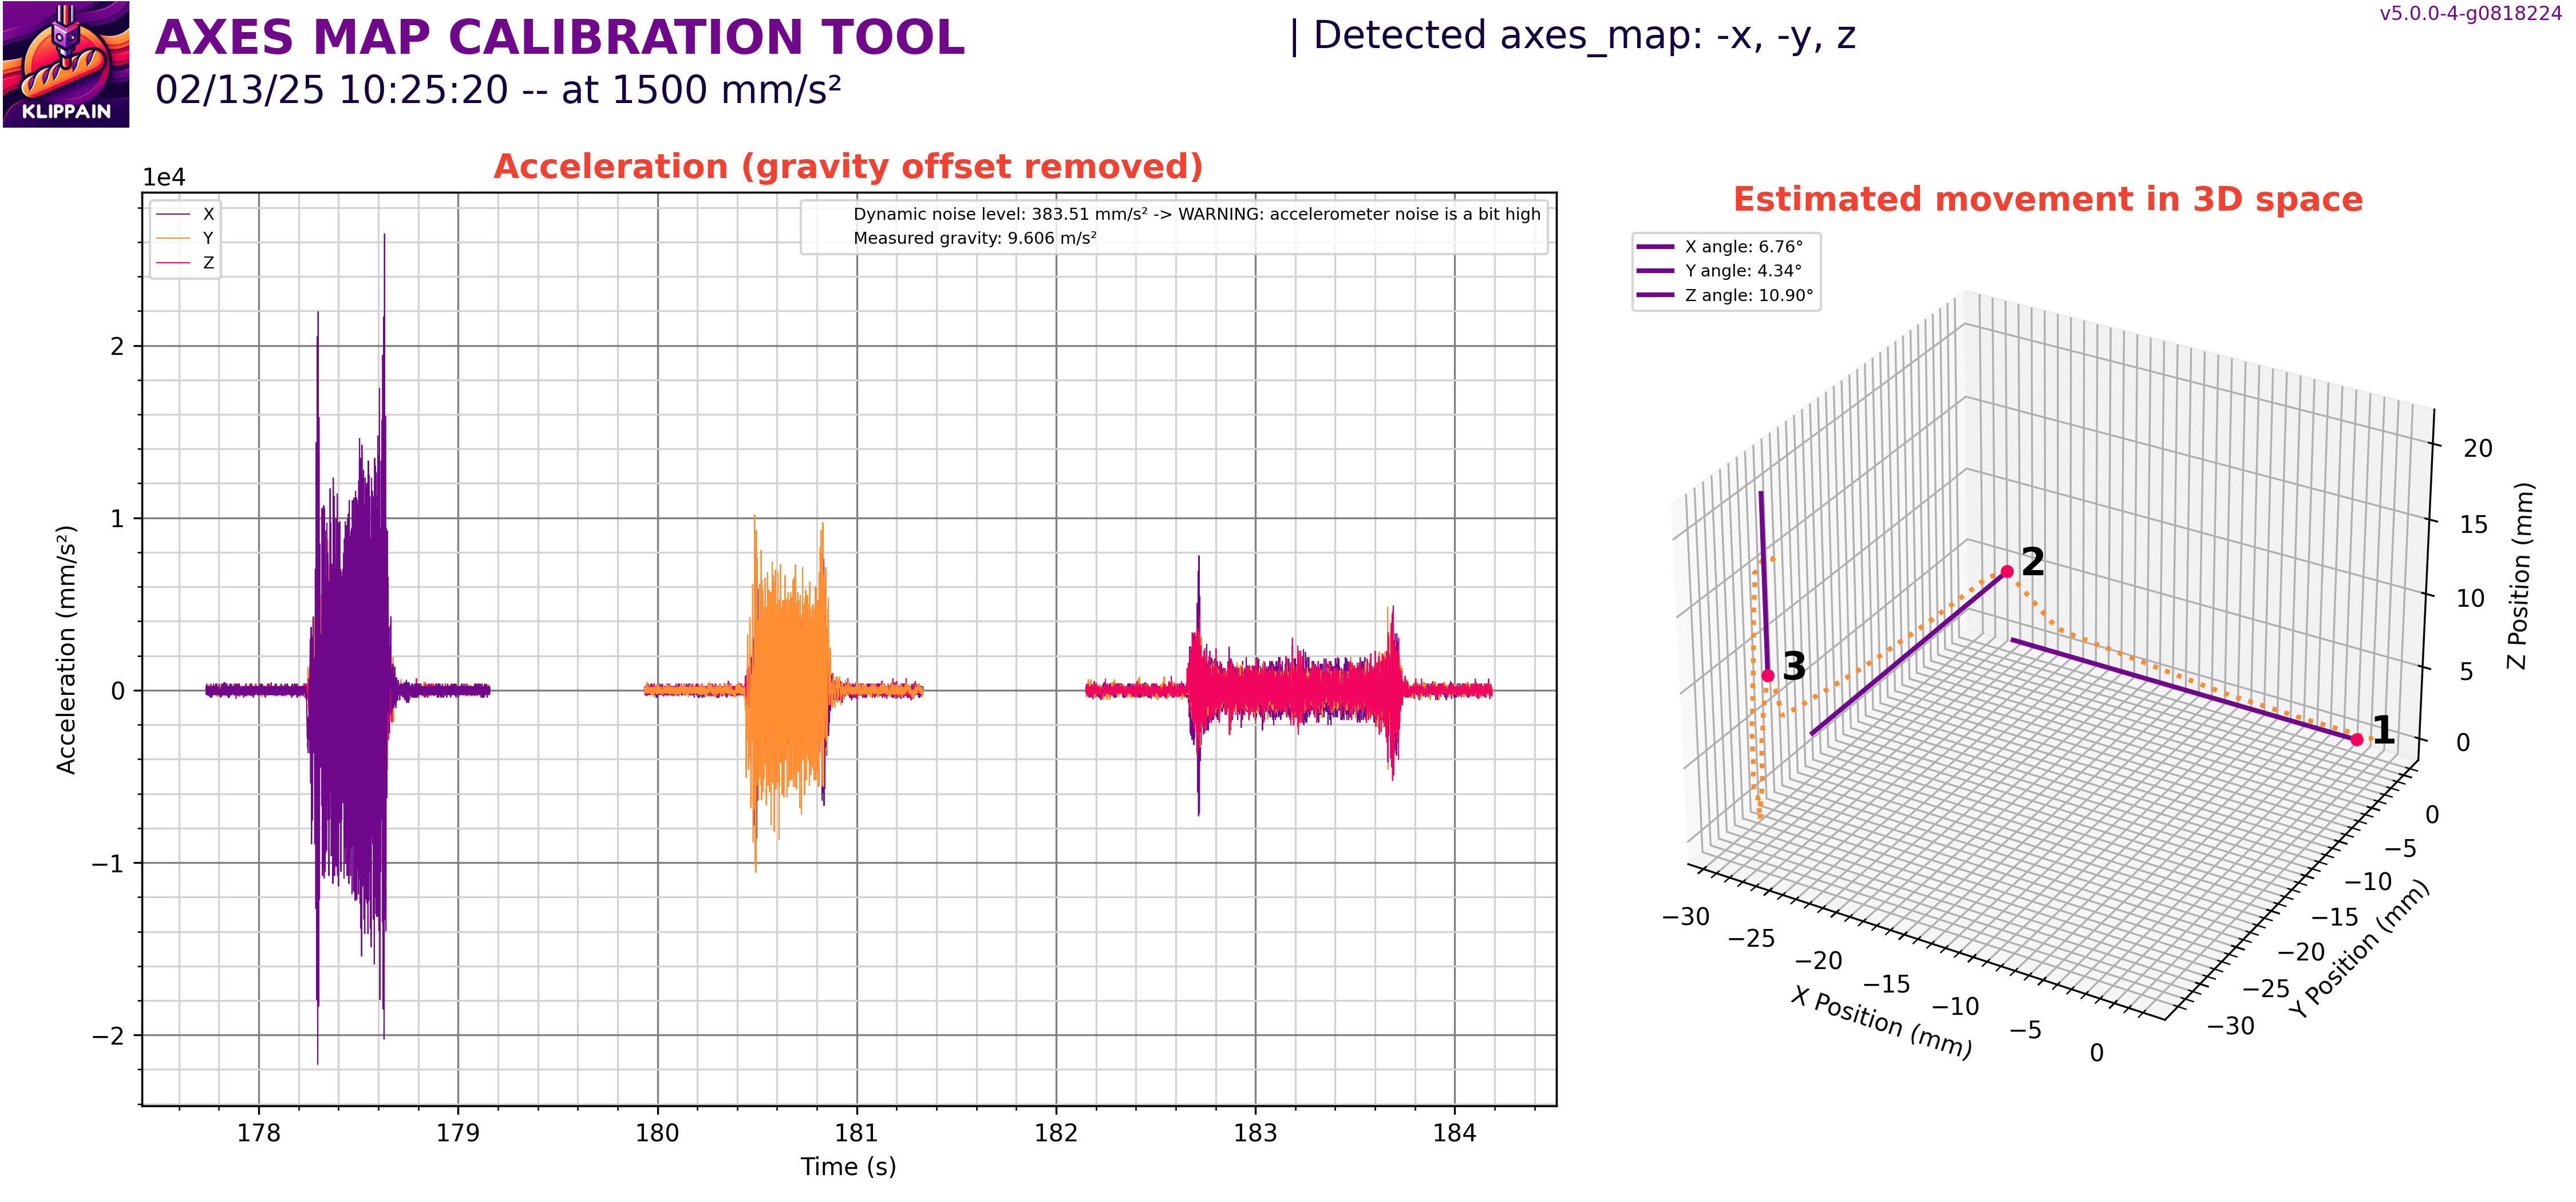 AXES MAP CALIBRATION TOOL
02/13/25 10:25:20 -- at 1500 mm/s²
| Detected axes_map: -x, -y, z
v5.0.0-4-g0818224
KLIPPAIN
Acceleration (gravity offset removed)
1e4
X
Y
Z
Dynamic noise level: 383.51 mm/s² -> WARNING: accelerometer noise is a bit high
Measured gravity: 9.606 m/s²
2
1
0
−1
−2
Acceleration (mm/s²)
178
179
180
181
182
183
184
Time (s)
Estimated movement in 3D space
X angle: 6.76°
Y angle: 4.34°
Z angle: 10.90°
1
2
3
−30
−25
−20
−15
−10
−5
0
X Position (mm)
0
−5
−10
−15
−20
−25
−30
Y Position (mm)
20
15
10
5
0
Z Position (mm)